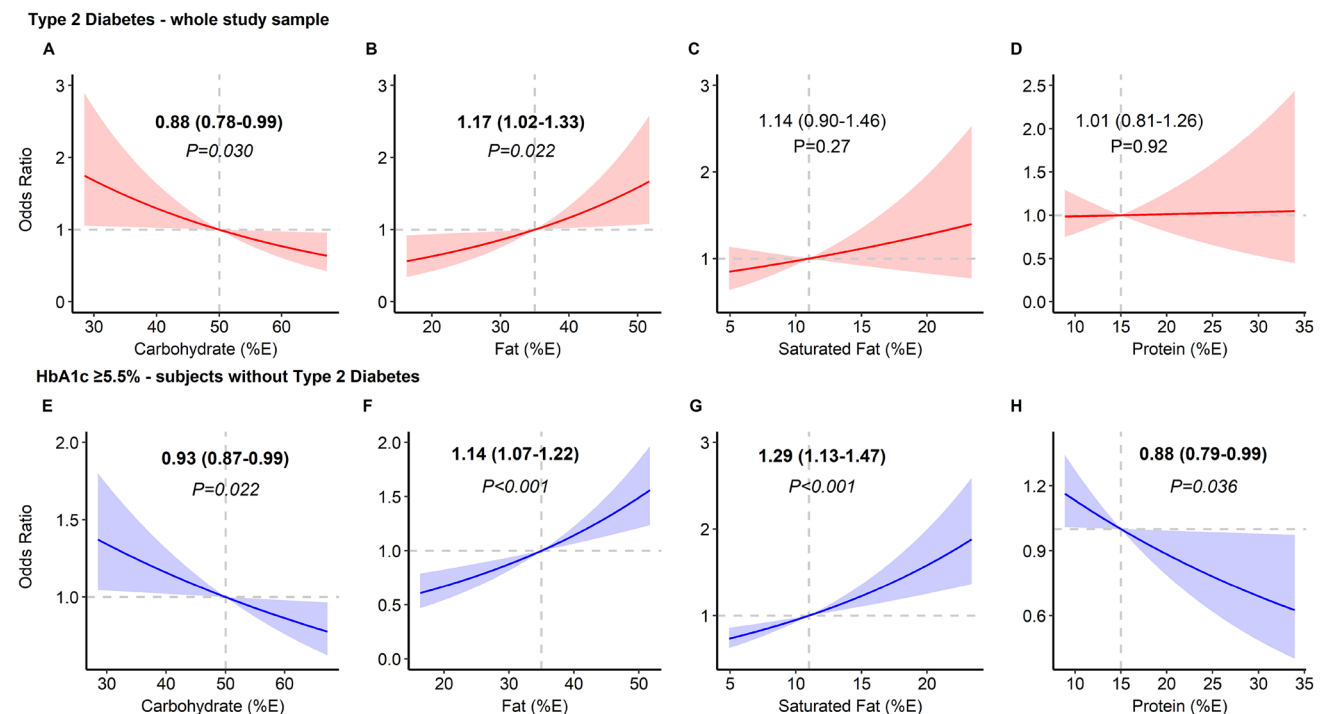 Type 2 Diabetes - whole study sample
A
B
C
D
0.88 (0.78-0.99)
P=0.030
1.17 (1.02-1.33)
P=0.022
1.14 (0.90-1.46)
P=0.27
1.01 (0.81-1.26)
P=0.92
Odds Ratio
3
2
1
0
3
2
1
0
3
2
1
2.5
2.0
1.5
1.0
0.5
0.0
30 40 50 60
20 30 40 50
5 10 15 20
10 15 20 25 30 35
Carbohydrate (%E)
Fat (%E)
Saturated Fat (%E)
Protein (%E)
HbA1c ≥5.5% - subjects without Type 2 Diabetes
E
F
G
H
0.93 (0.87-0.99)
P=0.022
1.14 (1.07-1.22)
P<0.001
1.29 (1.13-1.47)
P<0.001
0.88 (0.79-0.99)
P=0.036
Odds Ratio
2.0
1.5
1.0
2.0
1.5
1.0
0.5
0.0
3
2
1
1.2
0.9
0.6
30 40 50 60
20 30 40 50
5 10 15 20
10 15 20 25 30 35
Carbohydrate (%E)
Fat (%E)
Saturated Fat (%E)
Protein (%E)